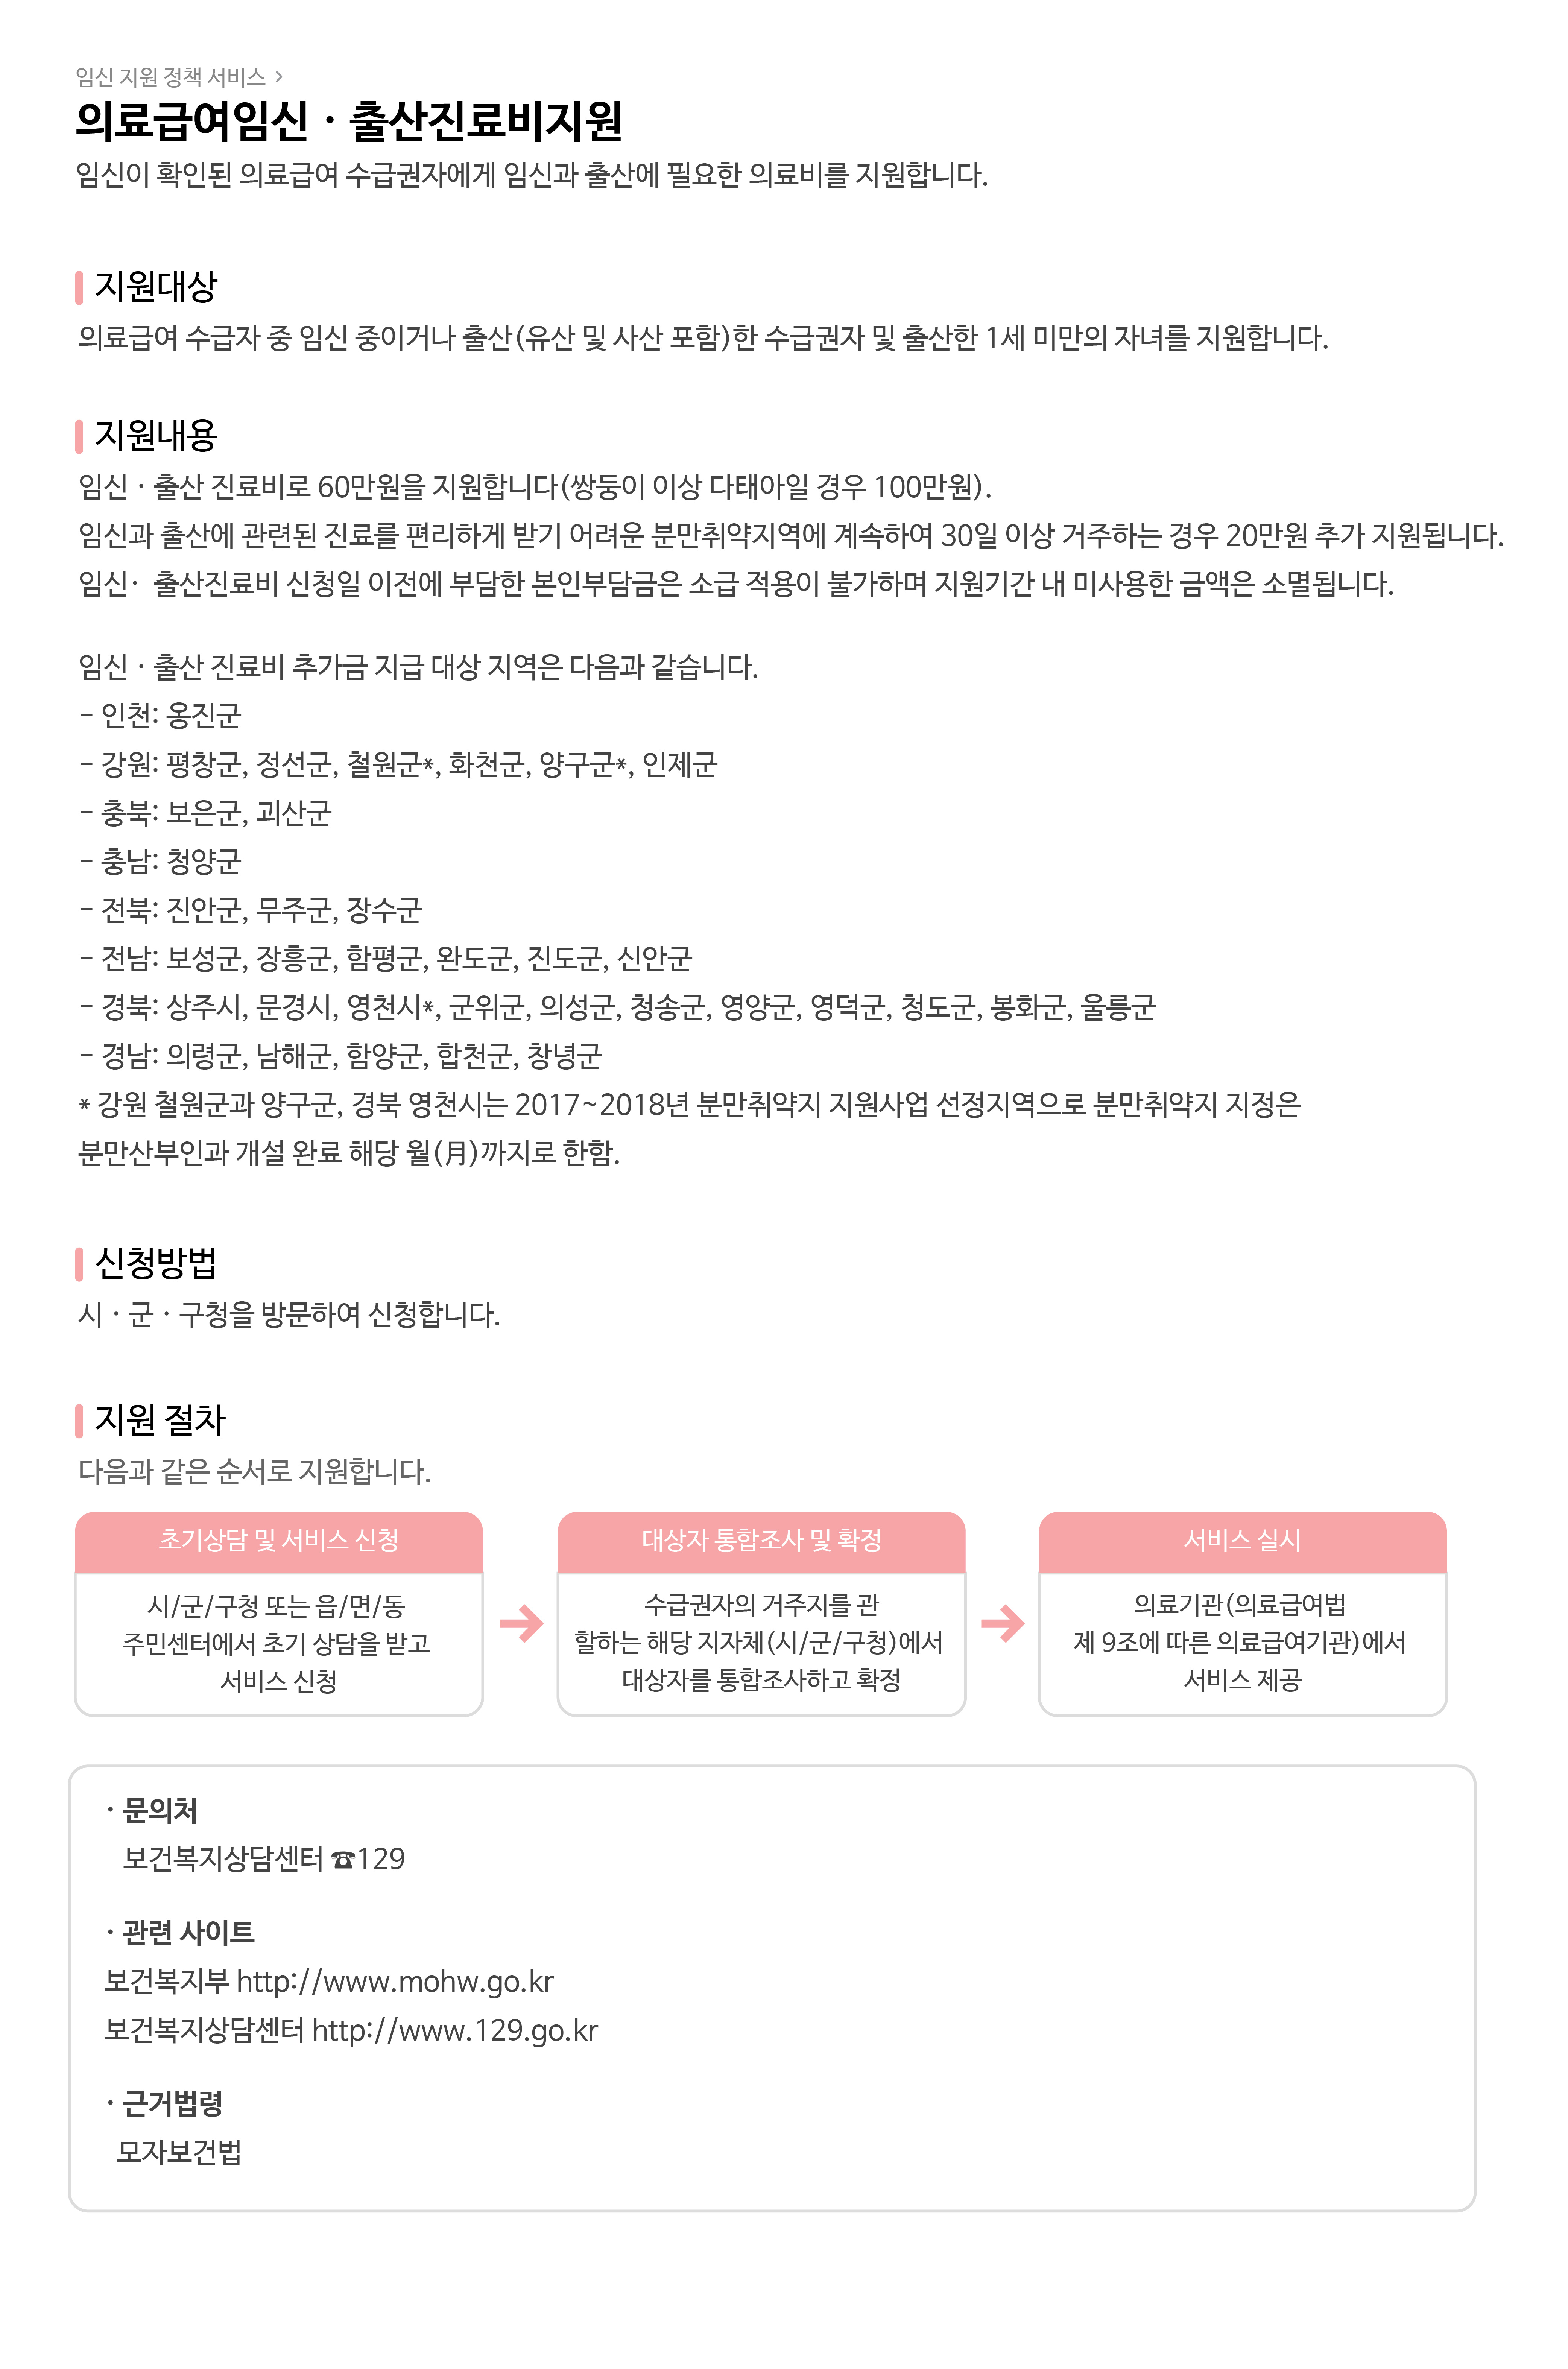 임신 지원 정책 서비스 >
의료급여임신 · 출산진료비지원
임신이 확인된 의료급여 수급권자에게 임신과 출산에 필요한 의료비를 지원합니다.
지원대상
의료급여 수급자 중 임신 중이거나 출산(유산 및 사산 포함)한 수급권자 및 출산한 1세 미만의 자녀를 지원합니다.
지원내용
임신 · 출산 진료비로 60만원을 지원합니다(쌍둥이 이상 다태아일 경우 100만원).
임신과 출산에 관련된 진료를 편리하게 받기 어려운 분만취약지역에 계속하여 30일 이상 거주하는 경우 20만원 추가 지원됩니다.
임신· 출산진료비 신청일 이전에 부담한 본인부담금은 소급 적용이 불가하며 지원기간 내 미사용한 금액은 소멸됩니다.
임신 · 출산 진료비 추가금 지급 대상 지역은 다음과 같습니다.
- 인천: 옹진군
- 강원: 평창군, 정선군, 철원군*, 화천군, 양구군*, 인제군
- 충북: 보은군, 괴산군
- 충남: 청양군
- 전북: 진안군, 무주군, 장수군
- 전남: 보성군, 장흥군, 함평군, 완도군, 진도군, 신안군
- 경북: 상주시, 문경시, 영천시*, 군위군, 의성군, 청송군, 영양군, 영덕군, 청도군, 봉화군, 울릉군
- 경남: 의령군, 남해군, 함양군, 합천군, 창녕군
* 강원 철원군과 양구군, 경북 영천시는 2017~2018년 분만취약지 지원사업 선정지역으로 분만취약지 지정은
분만산부인과 개설 완료 해당 월(月)까지로 한함.
신청방법
시 · 군 · 구청을 방문하여 신청합니다.
지원 절차
다음과 같은 순서로 지원합니다.
초기상담 및 서비스 신청
시/군/구청 또는 읍/면/동
주민센터에서 초기 상담을 받고
서비스 신청
대상자 통합조사 및 확정
수급권자의 거주지를 관
할하는 해당 지자체(시/군/구청)에서
대상자를 통합조사하고 확정
서비스 실시
의료기관(의료급여법
제 9조에 따른 의료급여기관)에서
서비스 제공
· 문의처
보건복지상담센터 ☎129
· 관련 사이트
보건복지부 http://www.mohw.go.kr
보건복지상담센터 http://www.129.go.kr
· 근거법령
모자보건법